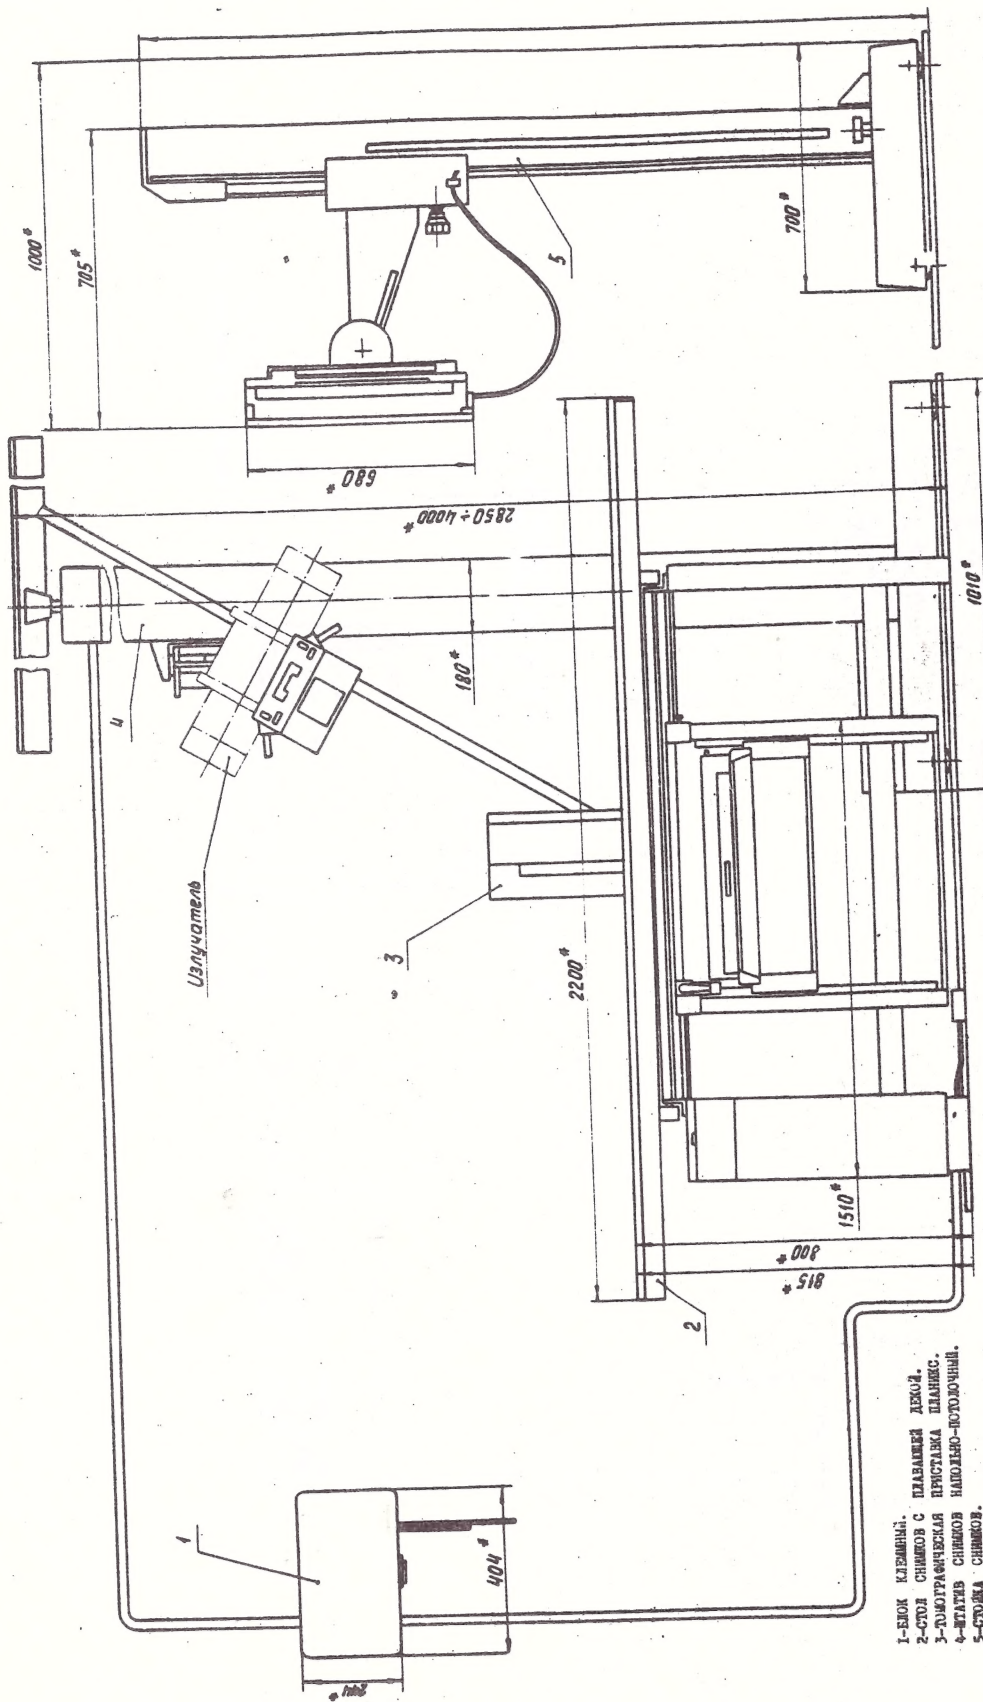 1000*
705*
700*
5
680*
2850÷4000*
1010*
4
180*
Излучатель
3
2200*
1510*
800*
815*
2
1
404*
1-БЛОК КЛЕММНЫЙ.
2-СТОЛ СНИМКОВ С ПЛАВАЮЩЕЙ ДЕКОЙ.
3-ТОМОГРАФИЧЕСКАЯ ПРИСТАВКА ПЛАНИКС.
4-ШТАТИВ СНИМКОВ НАПОЛЬНО-ПОТОЛОЧНЫЙ.
5-СТОЙКА СНИМКОВ.